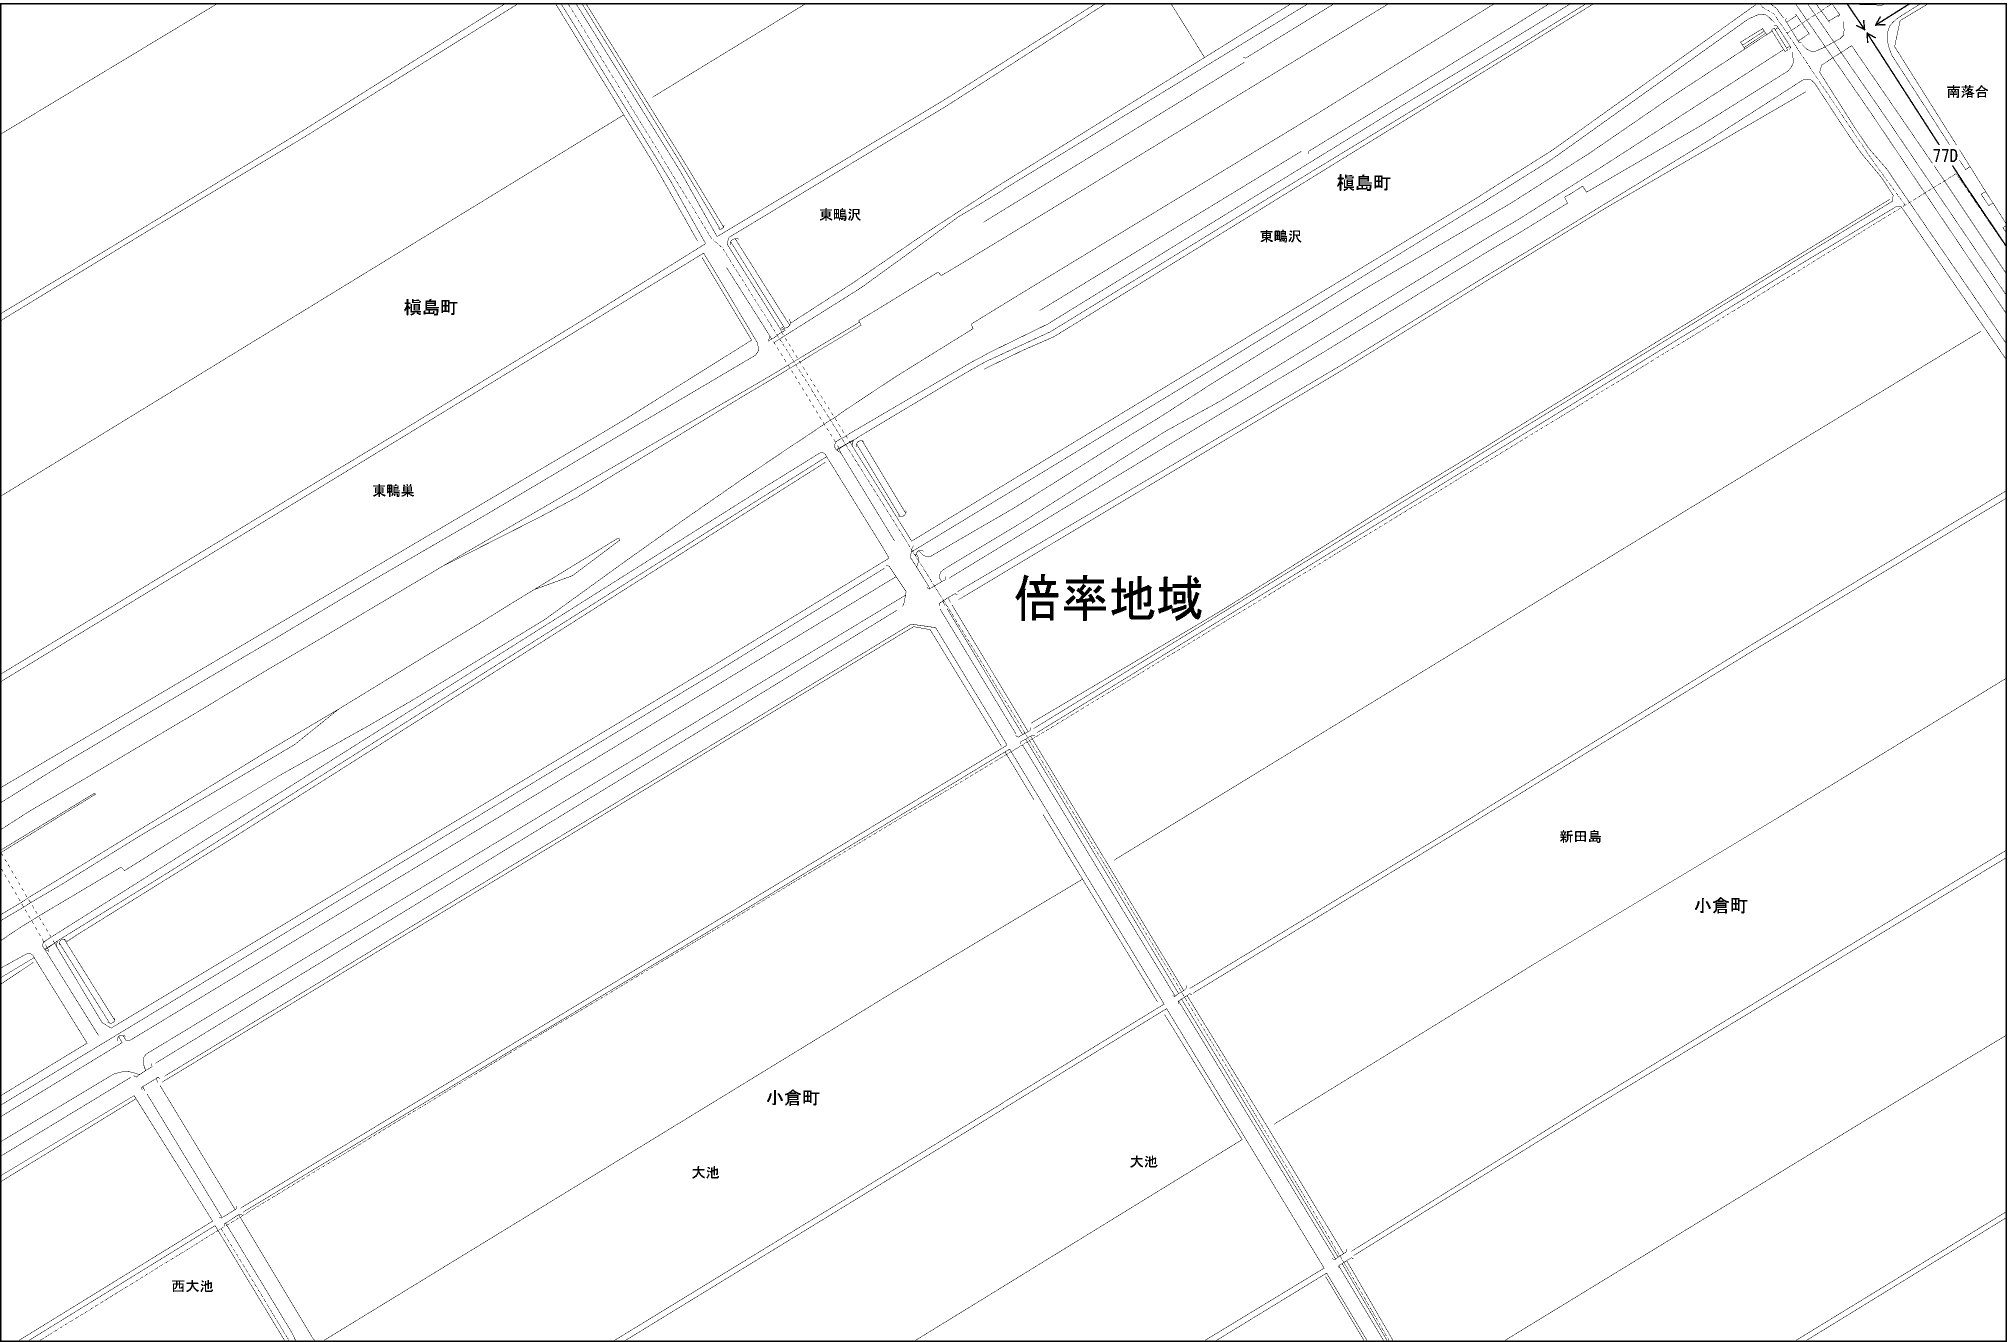 南落合
77D
槇島町
東鴫沢
東鴫沢
槇島町
東鴨巣
倍率地域
新田島
小倉町
小倉町
大池
大池
西大池